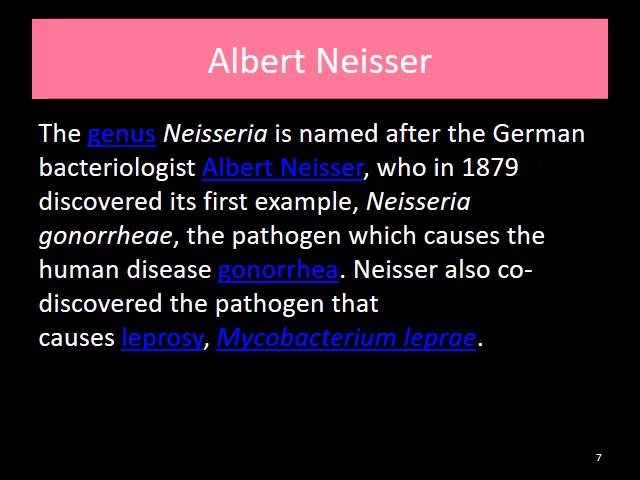 Albert Neisser
The genus Neisseria is named after the German
bacteriologist Albert Neisser, who in 1879
discovered its first example, Neisseria
gonorrheae, the pathogen which causes the
human disease gonorrhea. Neisser also co-
discovered the pathogen that
causes leprosy, Mycobacterium leprae.
7